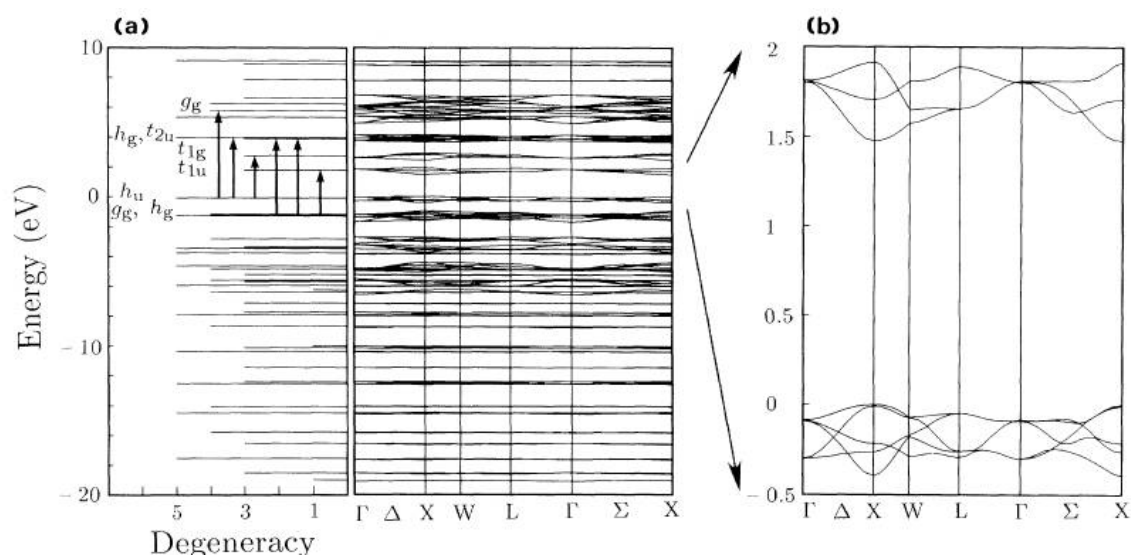 (a)
(b)
10
0
-10
-20
Energy (eV)
g_g
h_g, t_2u
t_1g
t_1u
h_u
g_g, h_g
5 3 1
Degeneracy
Γ Δ X W L Γ Σ X
2
1.5
1
0.5
0
-0.5
Γ Δ X W L Γ Σ X